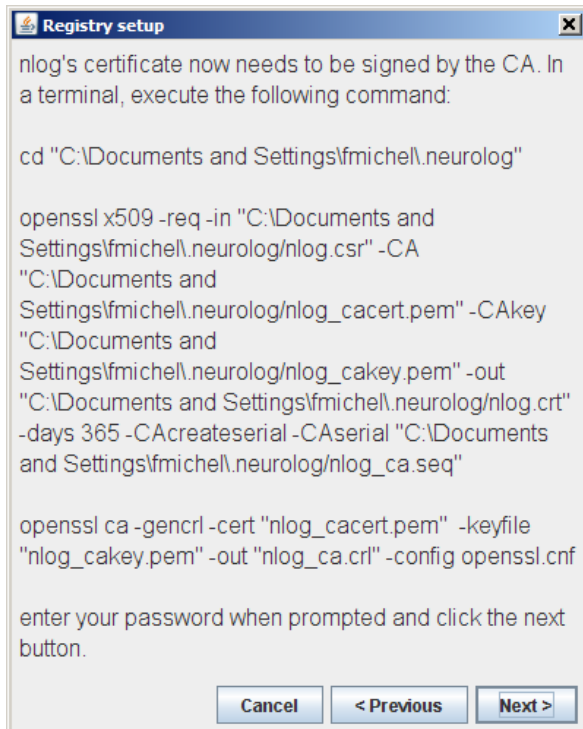 Registry setup
nlog's certificate now needs to be signed by the CA. In
a terminal, execute the following command:
cd "C:\Documents and Settings\fmichel\.neurolog"
openssl x509 -req -in "C:\Documents and
Settings\fmichel\.neurolog/nlog.csr" -CA
"C:\Documents and
Settings\fmichel\.neurolog/nlog_cacert.pem" -CAkey
"C:\Documents and
Settings\fmichel\.neurolog/nlog_cakey.pem" -out
"C:\Documents and Settings\fmichel\.neurolog/nlog.crt"
-days 365 -CAcreateserial -CAserial "C:\Documents
and Settings\fmichel\.neurolog/nlog_ca.seq"
openssl ca -gencrl -cert "nlog_cacert.pem"  -keyfile
"nlog_cakey.pem" -out "nlog_ca.crl" -config openssl.cnf
enter your password when prompted and click the next
button.
Cancel < Previous Next >